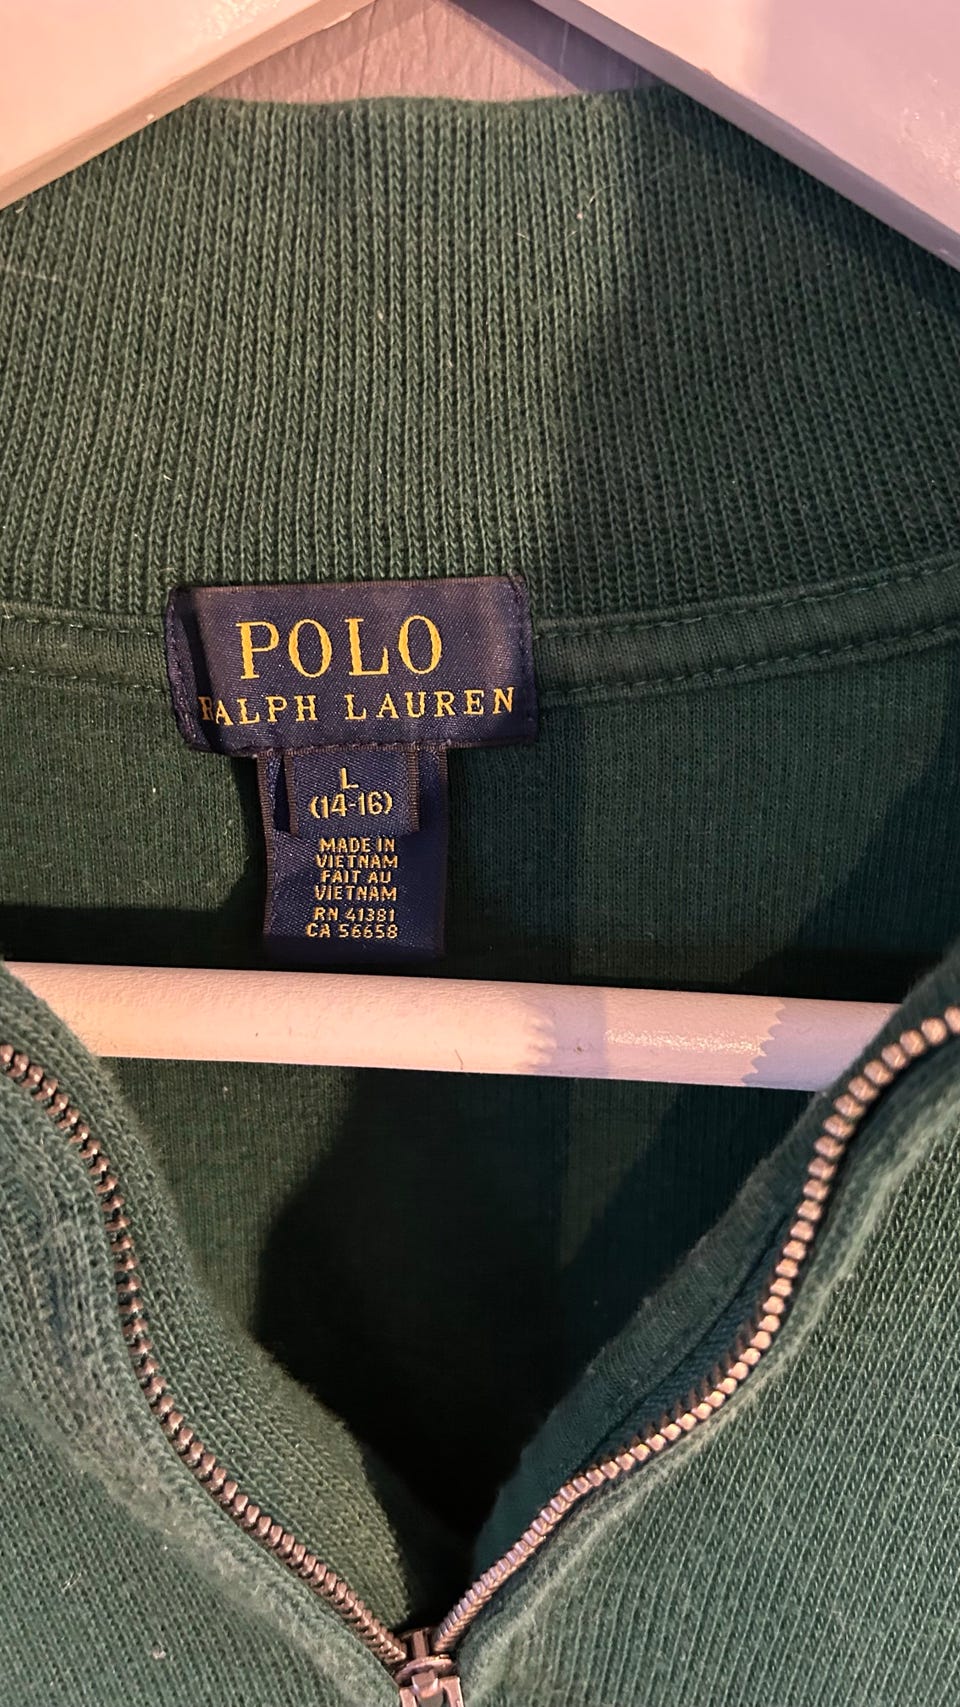 POLO
RALPH LAUREN
L
(14-16)
MADE IN
VIETNAM
FAIT AU
VIETNAM
RN 41381
CA 56658